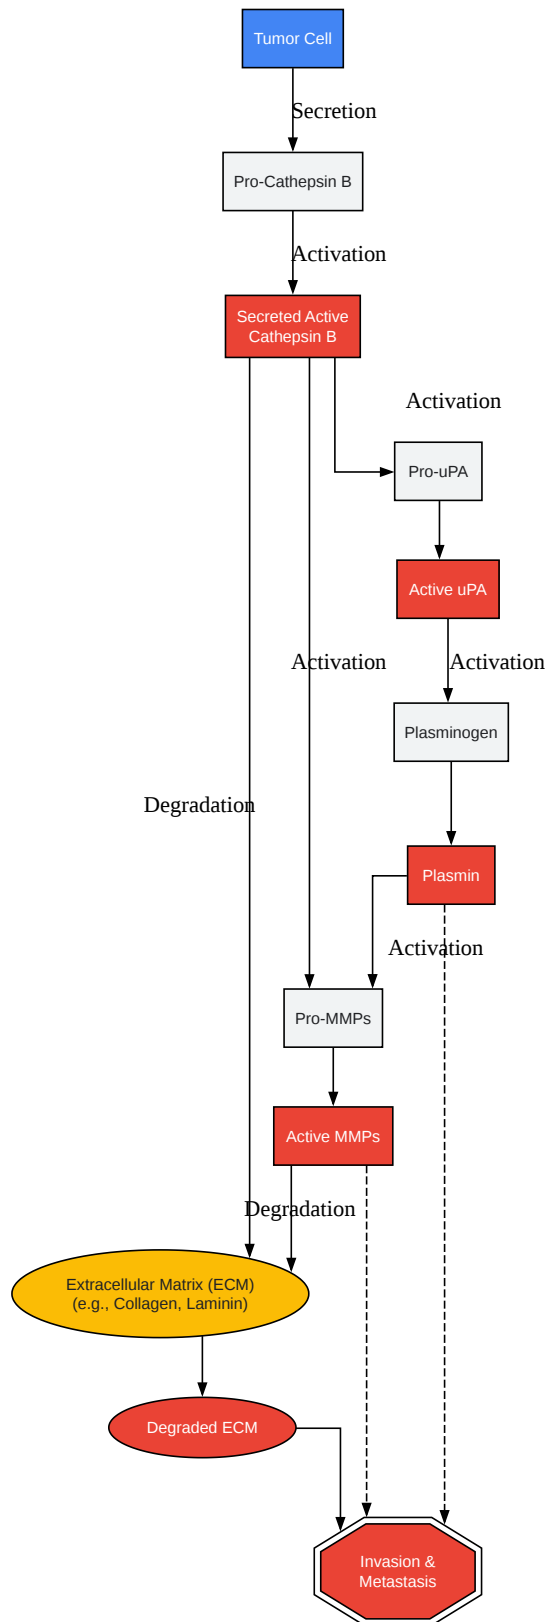 Tumor Cell
Secretion
Pro-Cathepsin B
Activation
Secreted Active
Cathepsin B
Activation
Pro-uPA
Active uPA
Activation
Activation
Plasminogen
Degradation
Plasmin
Activation
Pro-MMPs
Active MMPs
Degradation
Extracellular Matrix (ECM)
(e.g., Collagen, Laminin)
Degraded ECM
Invasion &
Metastasis